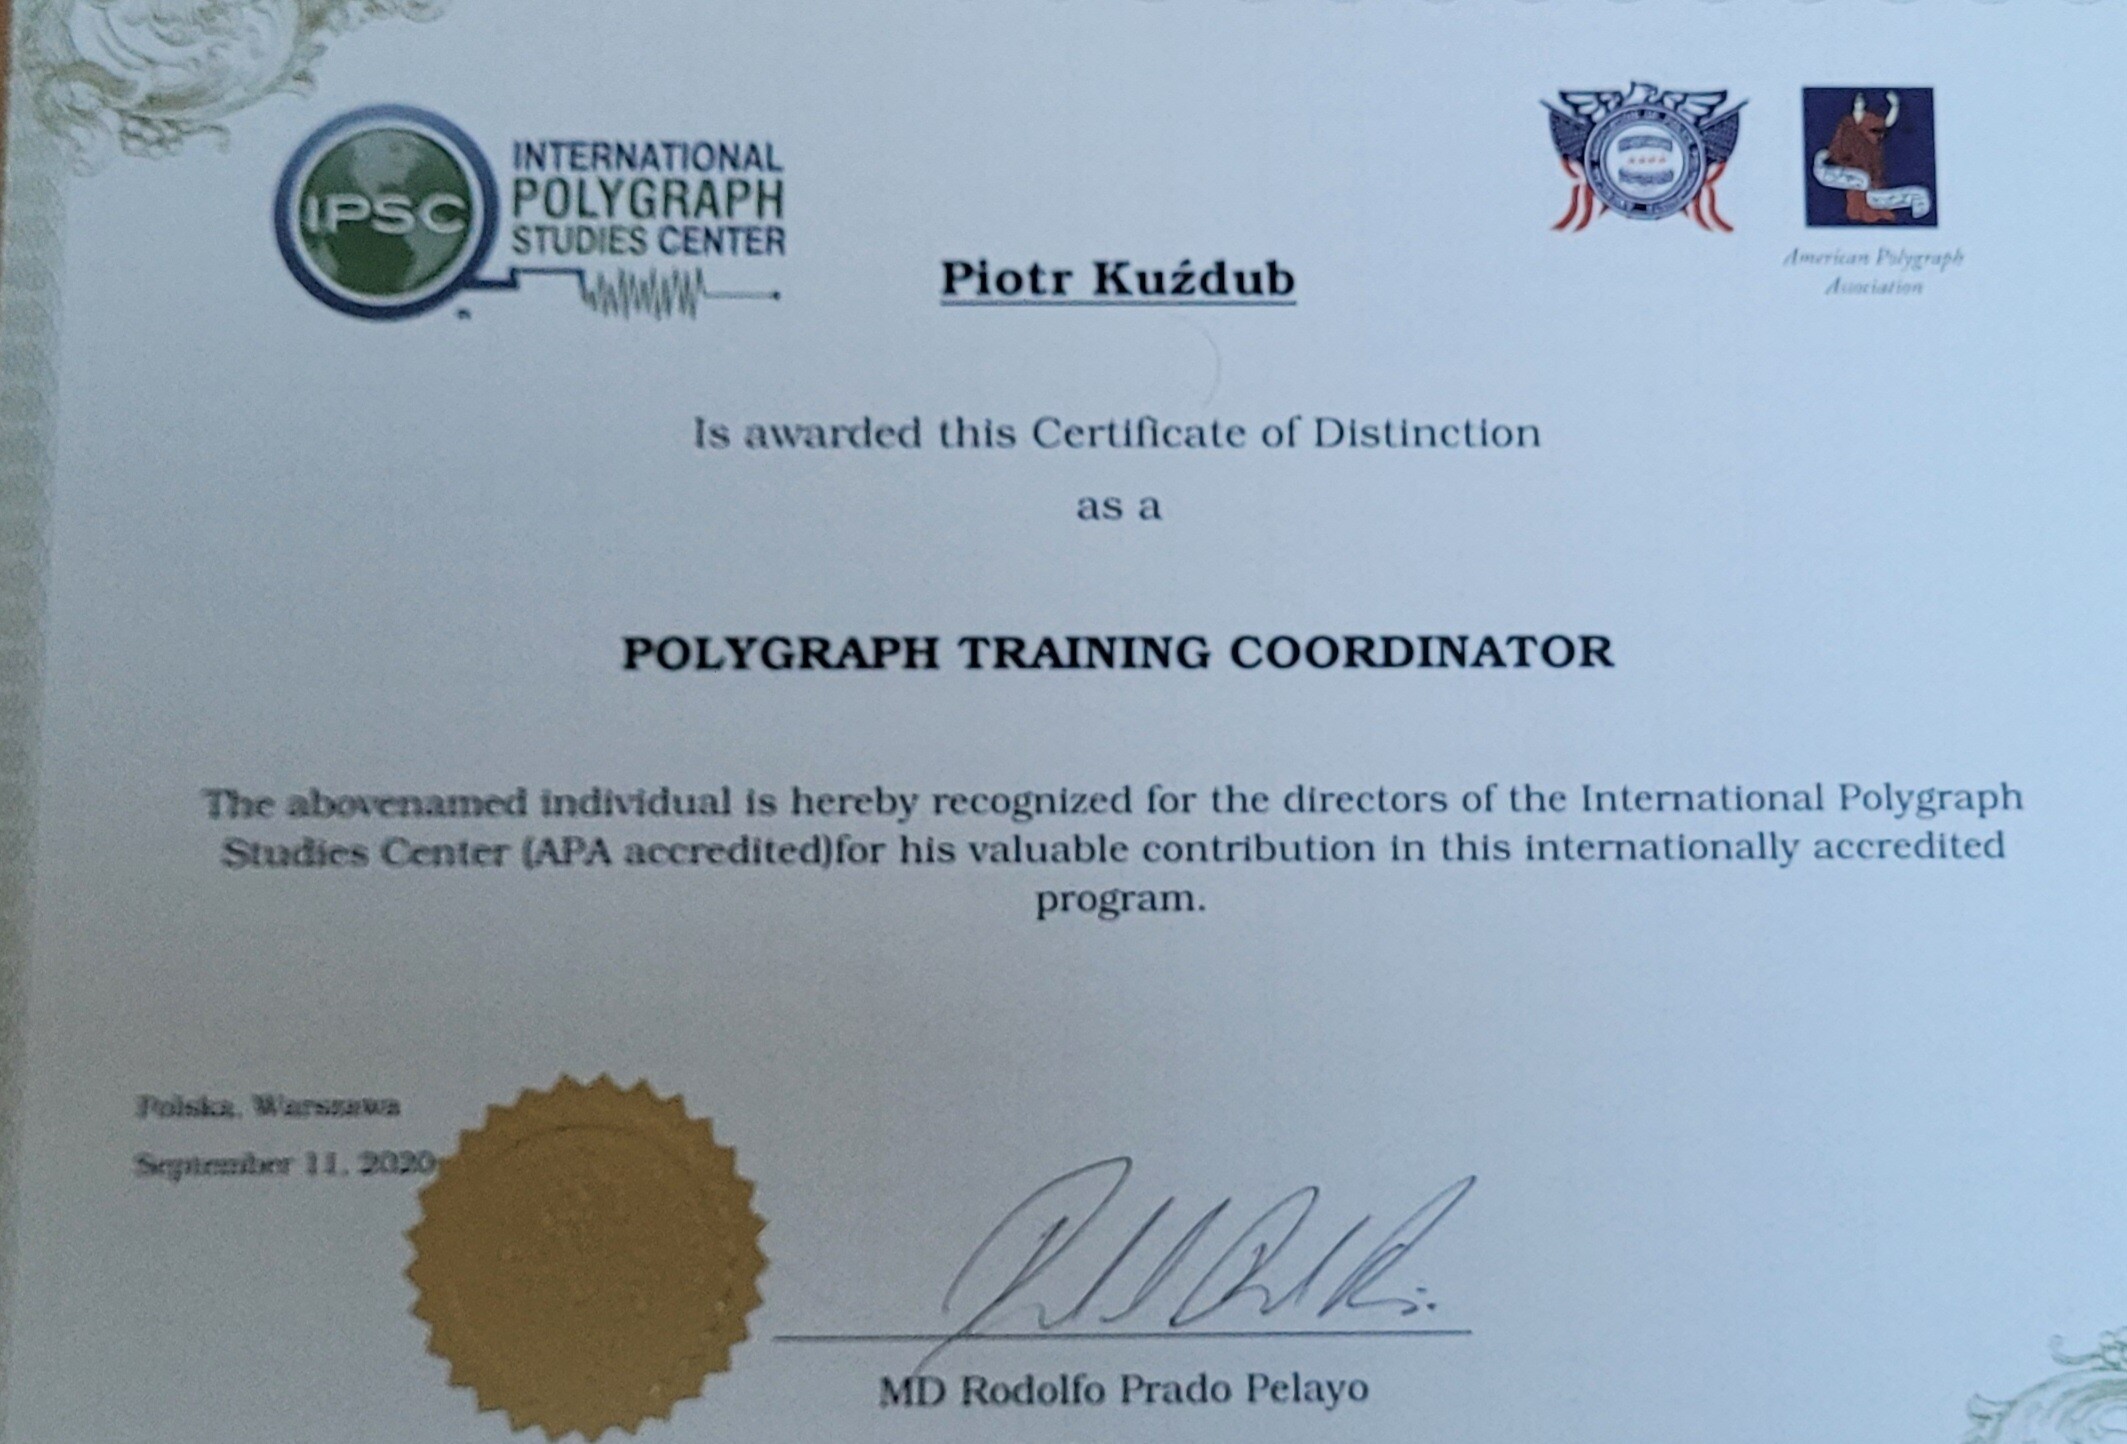 IPSC
INTERNATIONAL
POLYGRAPH
STUDIES CENTER
American Polygraph
Association
Piotr Kuźdub
Is awarded this Certificate of Distinction
as a
POLYGRAPH TRAINING COORDINATOR
The abovenamed individual is hereby recognized for the directors of the International Polygraph
Studies Center (APA accredited)for his valuable contribution in this internationally accredited
program.
Polska, Warszawa
September 11, 2020
MD Rodolfo Prado Pelayo